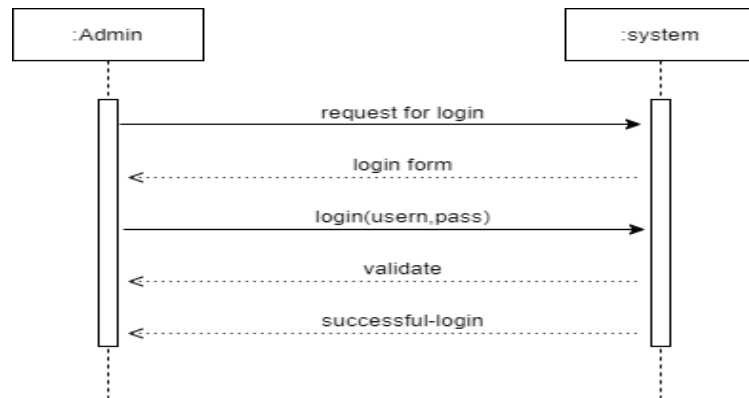 :Admin
:system
request for login
login form
login(usern,pass)
validate
successful-login